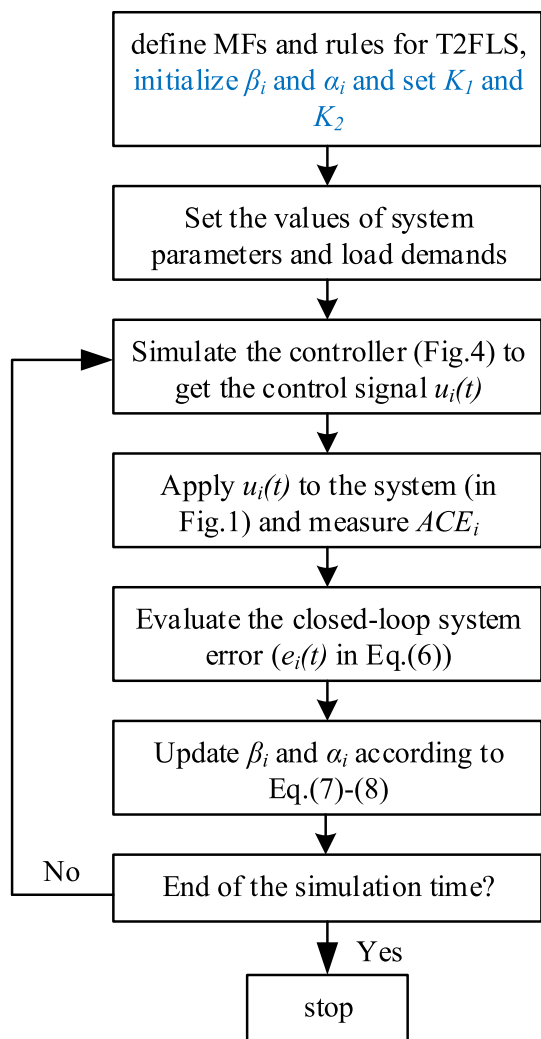 define MFs and rules for T2FLS,
initialize βi and αi and set K1 and
K2
Set the values of system
parameters and load demands
Simulate the controller (Fig.4) to
get the control signal ui(t)
Apply ui(t) to the system (in
Fig.1) and measure ACEi
Evaluate the closed-loop system
error (ei(t) in Eq.(6))
Update βi and αi according to
Eq.(7)-(8)
No
End of the simulation time?
Yes
stop